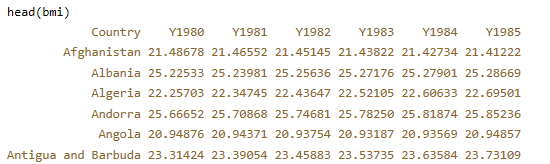 head(bmi)
Country Y1980 Y1981 Y1982 Y1983 Y1984 Y1985
Afghanistan 21.48678 21.46552 21.45145 21.43822 21.42734 21.41222
Albania 25.22533 25.23981 25.25636 25.27176 25.27901 25.28669
Algeria 22.25703 22.34745 22.43647 22.52105 22.60633 22.69501
Andorra 25.66652 25.70868 25.74681 25.78250 25.81874 25.85236
Angola 20.94876 20.94371 20.93754 20.93187 20.93569 20.94857
Antigua and Barbuda 23.31424 23.39054 23.45883 23.53735 23.63584 23.73109